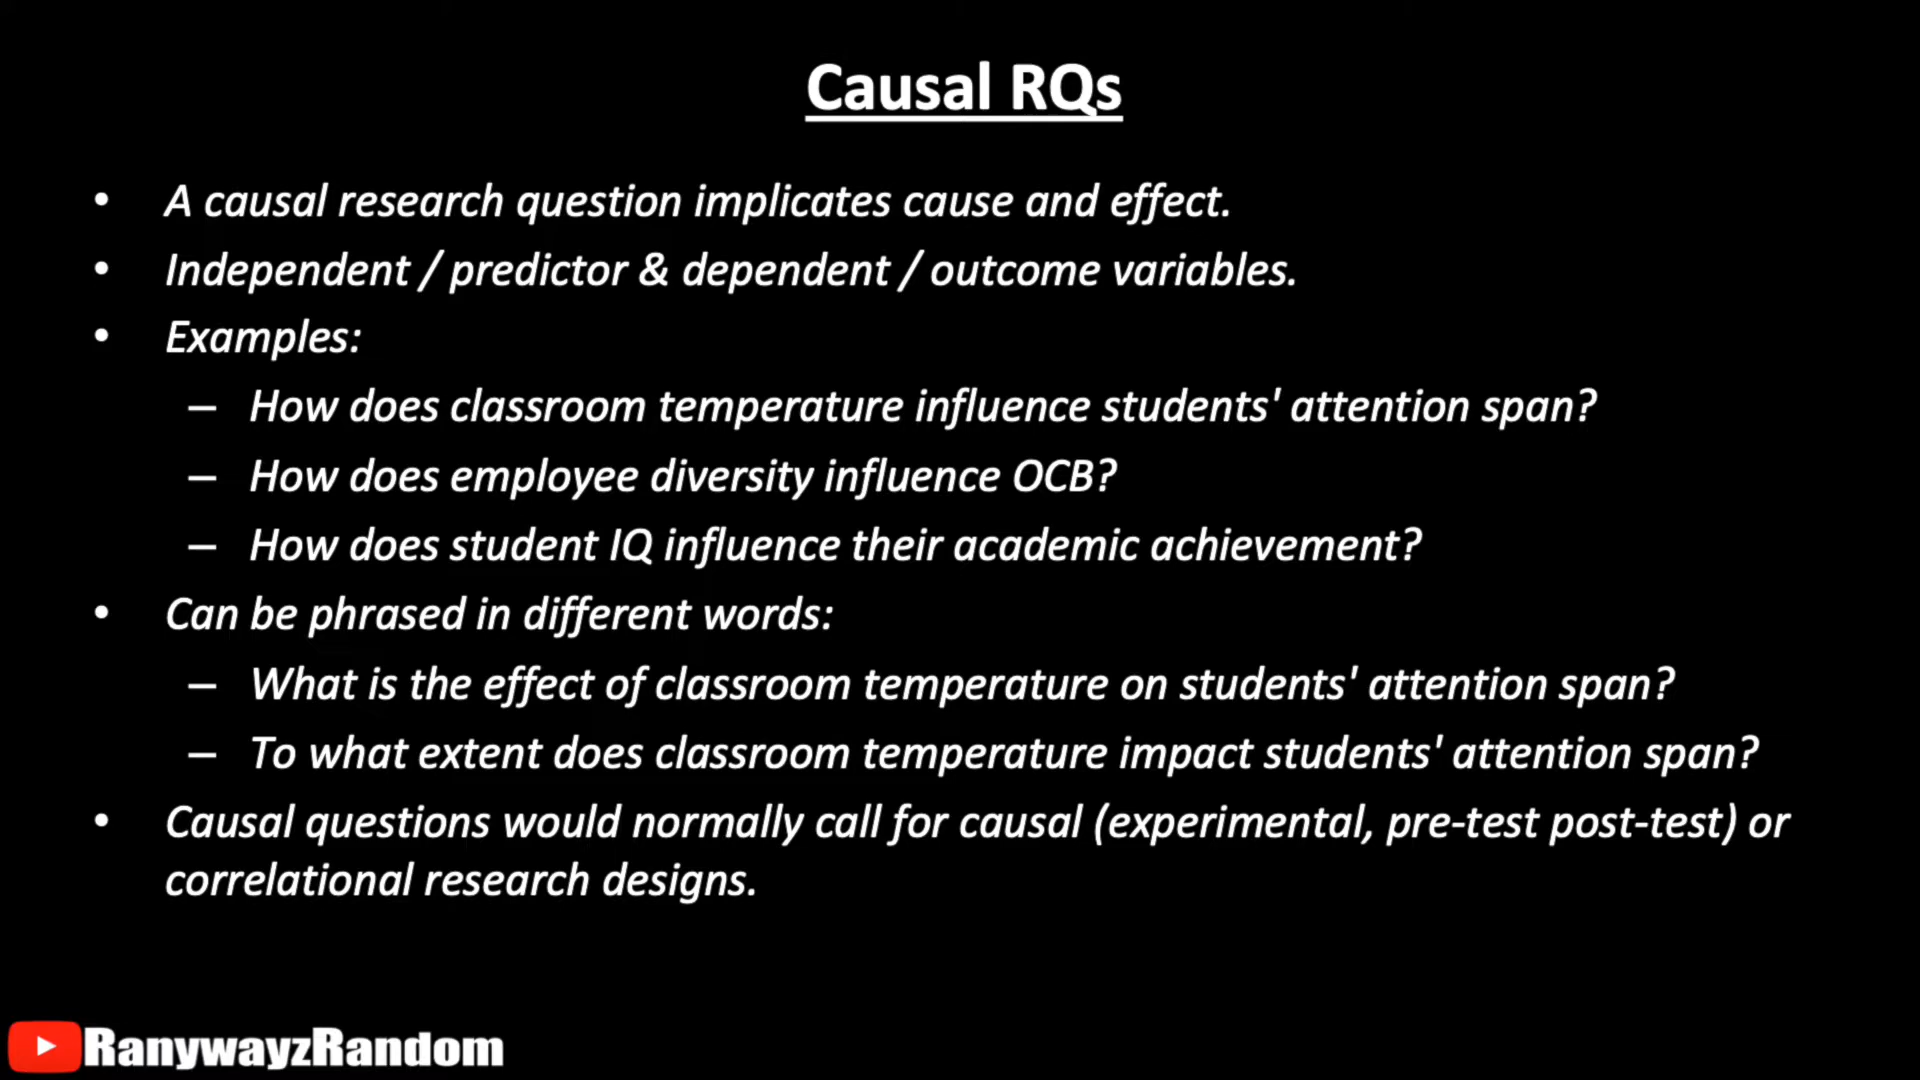 Causal RQs
• A causal research question implicates cause and effect.
• Independent / predictor & dependent / outcome variables.
• Examples:
– How does classroom temperature influence students' attention span?
– How does employee diversity influence OCB?
– How does student IQ influence their academic achievement?
• Can be phrased in different words:
– What is the effect of classroom temperature on students' attention span?
– To what extent does classroom temperature impact students' attention span?
• Causal questions would normally call for causal (experimental, pre-test post-test) or
correlational research designs.
RanywayzRandom